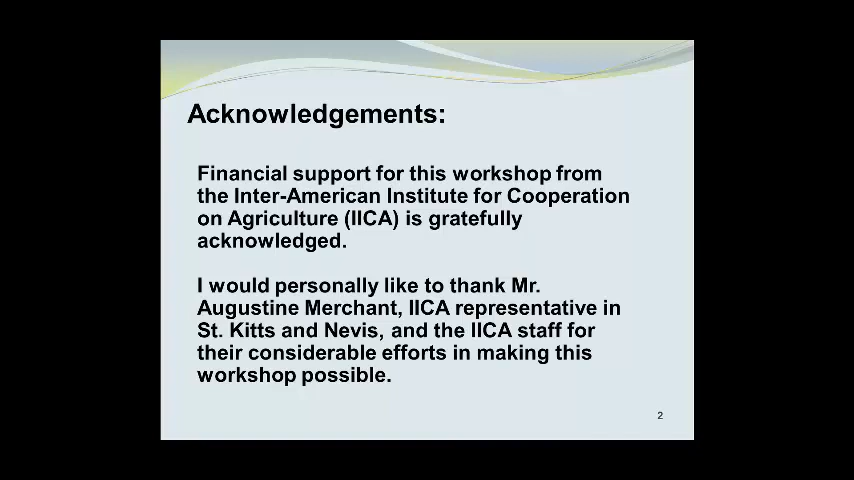 Acknowledgements:
Financial support for this workshop from
the Inter-American Institute for Cooperation
on Agriculture (IICA) is gratefully
acknowledged.
I would personally like to thank Mr.
Augustine Merchant, IICA representative in
St. Kitts and Nevis, and the IICA staff for
their considerable efforts in making this
workshop possible.
2